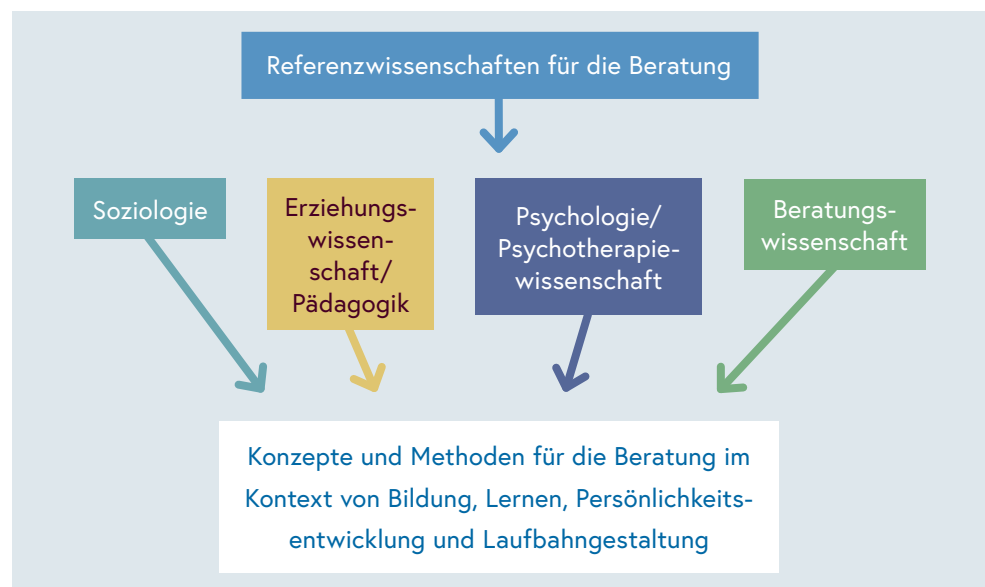 Referenzwissenschaften für die Beratung
Soziologie
Erziehungs-
wissen-
schaft/
Pädagogik
Psychologie/
Psychotherapie-
wissenschaft
Beratungs-
wissenschaft
Konzepte und Methoden für die Beratung im
Kontext von Bildung, Lernen, Persönlichkeits-
entwicklung und Laufbahngestaltung